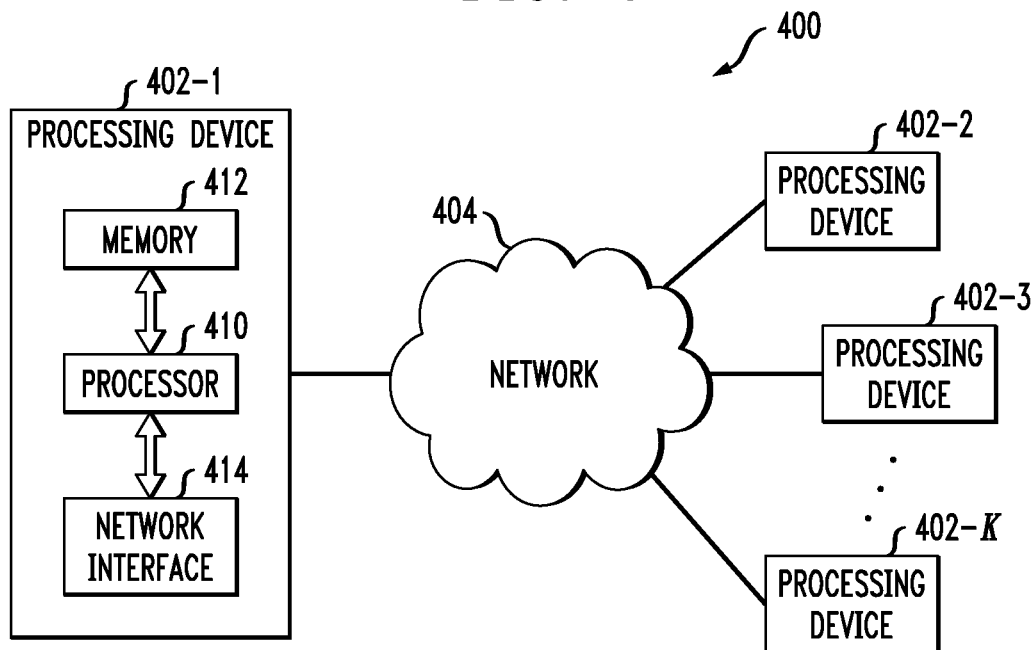 400
402-1
PROCESSING DEVICE
412
MEMORY
410
PROCESSOR
414
NETWORK
INTERFACE
404
NETWORK
402-2
PROCESSING
DEVICE
402-3
PROCESSING
DEVICE
402-K
PROCESSING
DEVICE